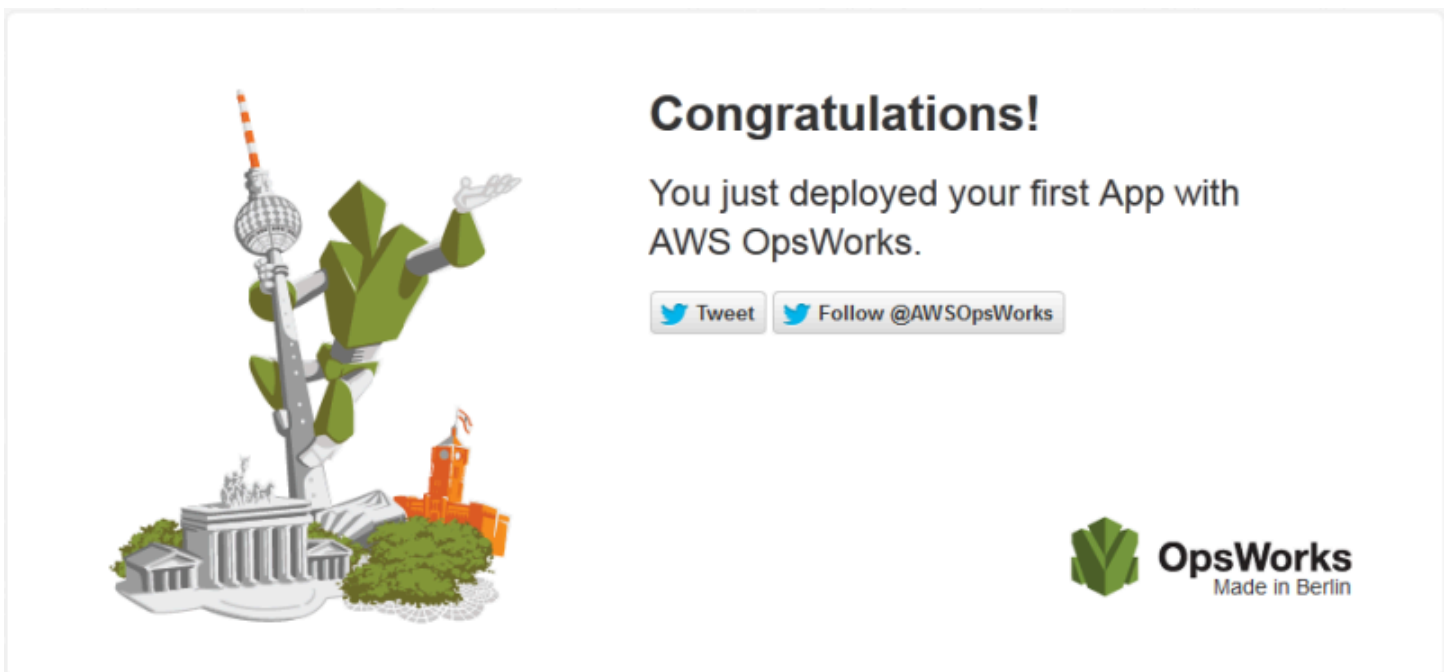 Congratulations!
You just deployed your first App with
AWS OpsWorks.
Tweet
Follow @AWSOpsWorks
OpsWorks
Made in Berlin